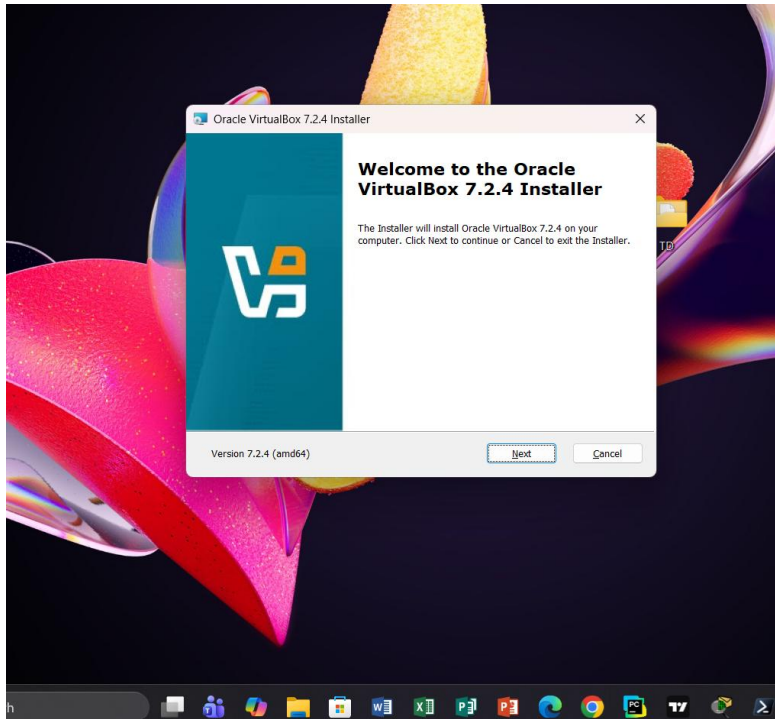 Oracle VirtualBox 7.2.4 Installer
Welcome to the Oracle
VirtualBox 7.2.4 Installer
The Installer will install Oracle VirtualBox 7.2.4 on your
computer. Click Next to continue or Cancel to exit the Installer.
TD
Version 7.2.4 (amd64)
Next
Cancel
h